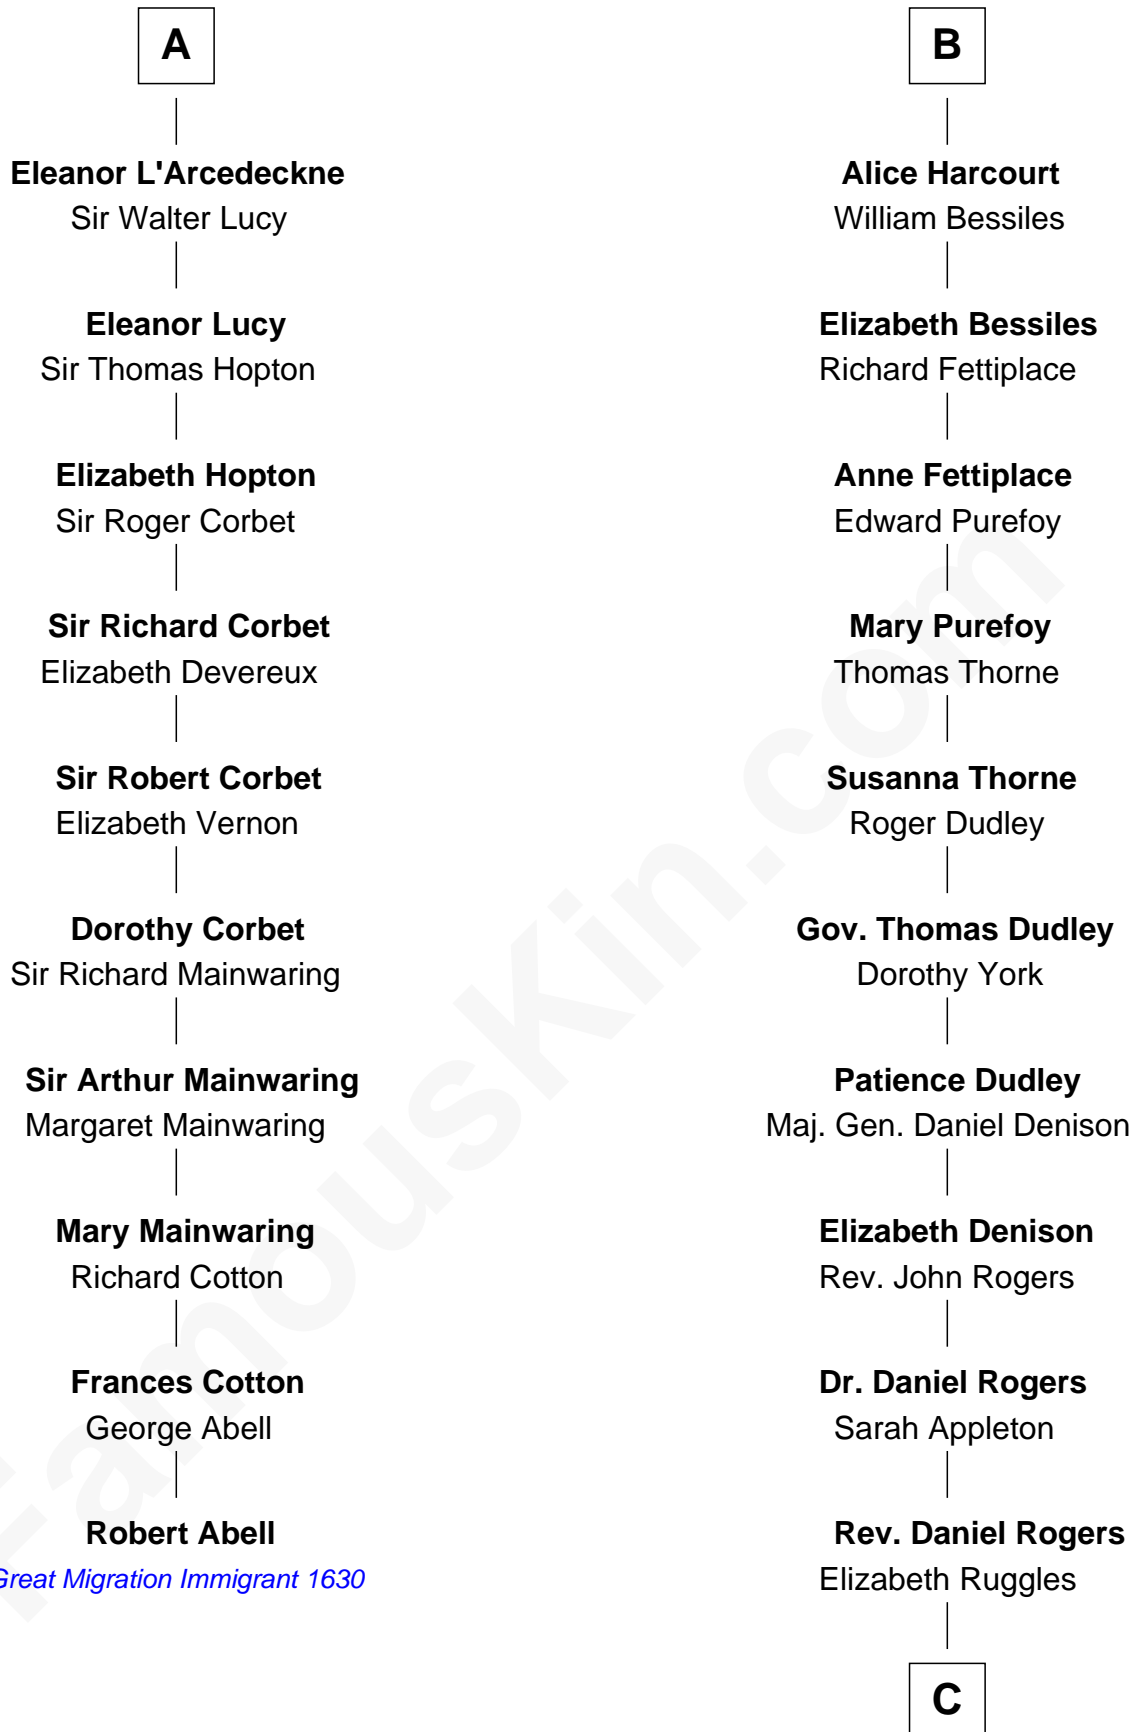 A
Eleanor L'Arcedeckne
Sir Walter Lucy
Eleanor Lucy
Sir Thomas Hopton
Elizabeth Hopton
Sir Roger Corbet
Sir Richard Corbet
Elizabeth Devereux
Sir Robert Corbet
Elizabeth Vernon
Dorothy Corbet
Sir Richard Mainwaring
Sir Arthur Mainwaring
Margaret Mainwaring
Mary Mainwaring
Richard Cotton
Frances Cotton
George Abell
Robert Abell
Great Migration Immigrant 1630
B
Alice Harcourt
William Bessiles
Elizabeth Bessiles
Richard Fettiplace
Anne Fettiplace
Edward Purefoy
Mary Purefoy
Thomas Thorne
Susanna Thorne
Roger Dudley
Gov. Thomas Dudley
Dorothy York
Patience Dudley
Maj. Gen. Daniel Denison
Elizabeth Denison
Rev. John Rogers
Dr. Daniel Rogers
Sarah Appleton
Rev. Daniel Rogers
Elizabeth Ruggles
C
FamousKin.com